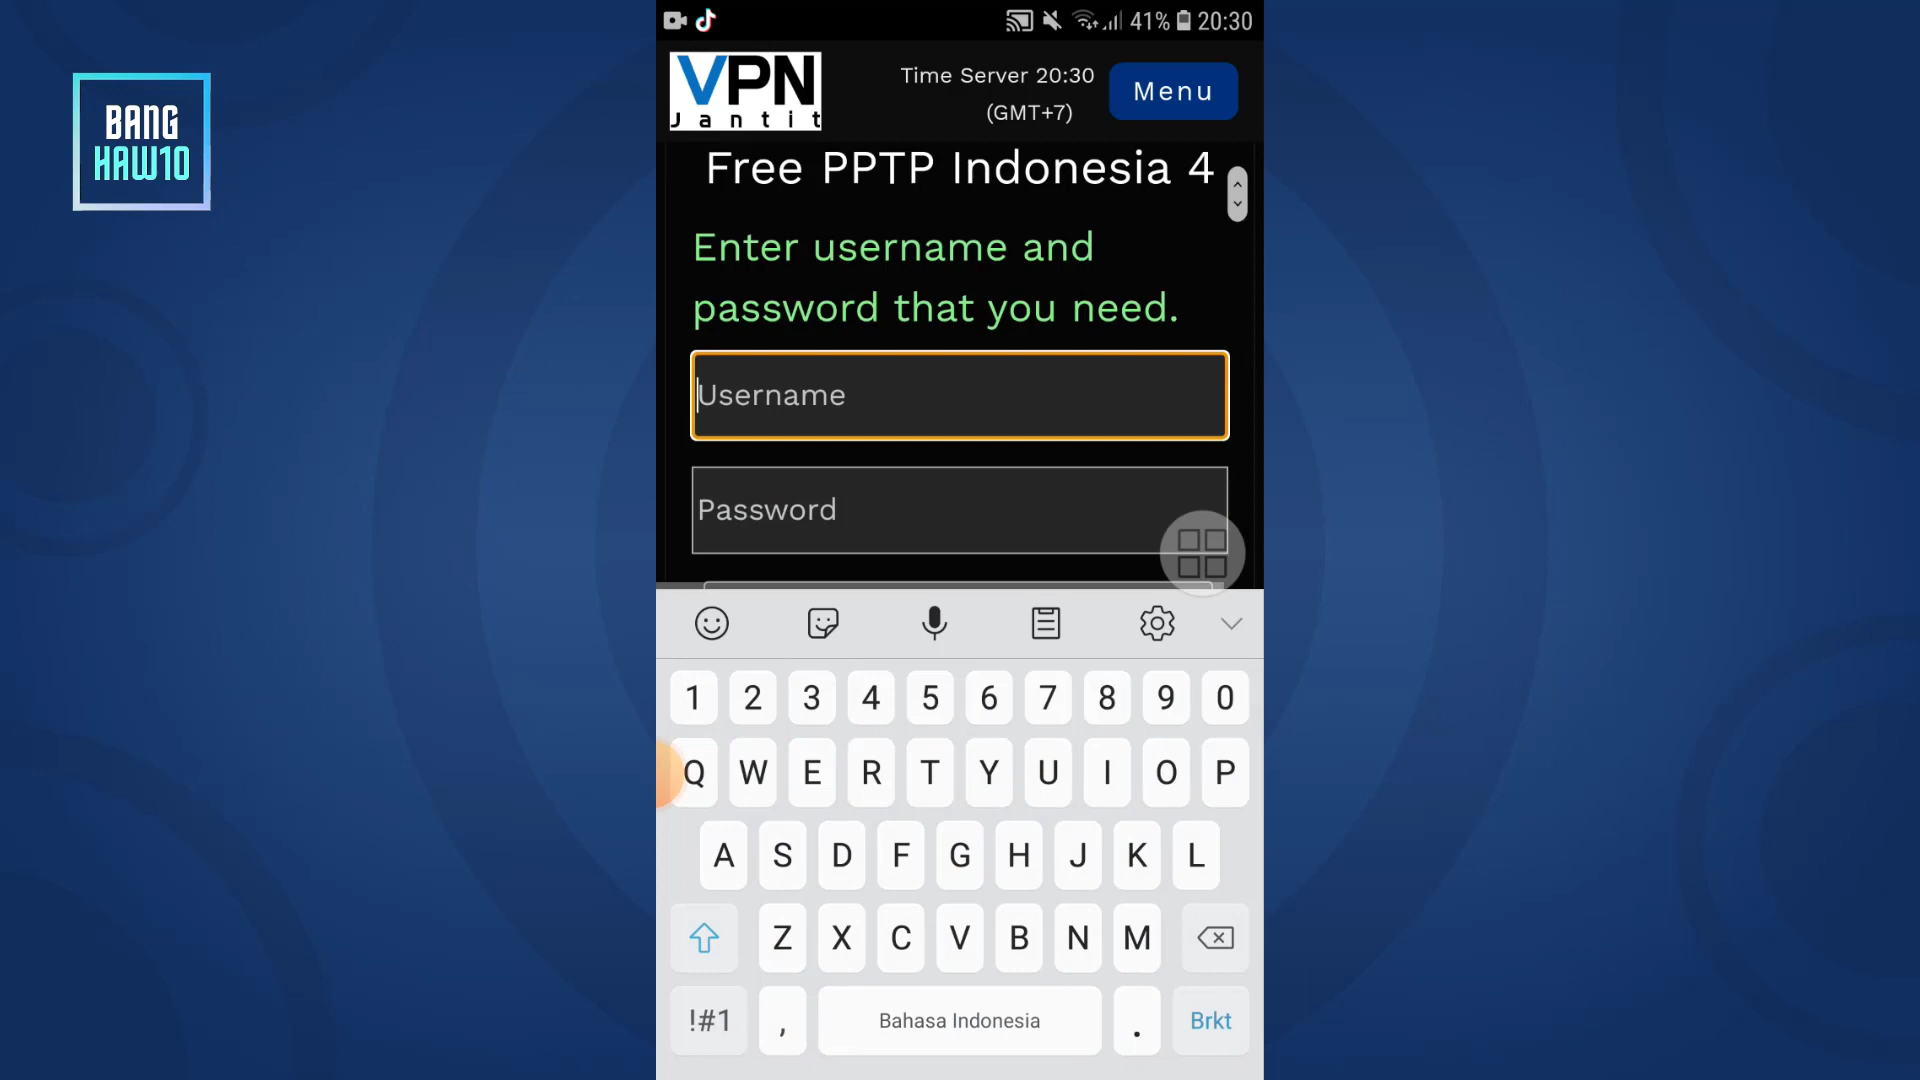 BANG
HAW10
41% 20:30
VPN
Jantit
Time Server 20:30
(GMT+7)
Menu
Free PPTP Indonesia 4
Enter username and
password that you need.
Username
Password
1 2 3 4 5 6 7 8 9 0
Q W E R T Y U I O P
A S D F G H J K L
Z X C V B N M
!#1 , Bahasa Indonesia . Brkt